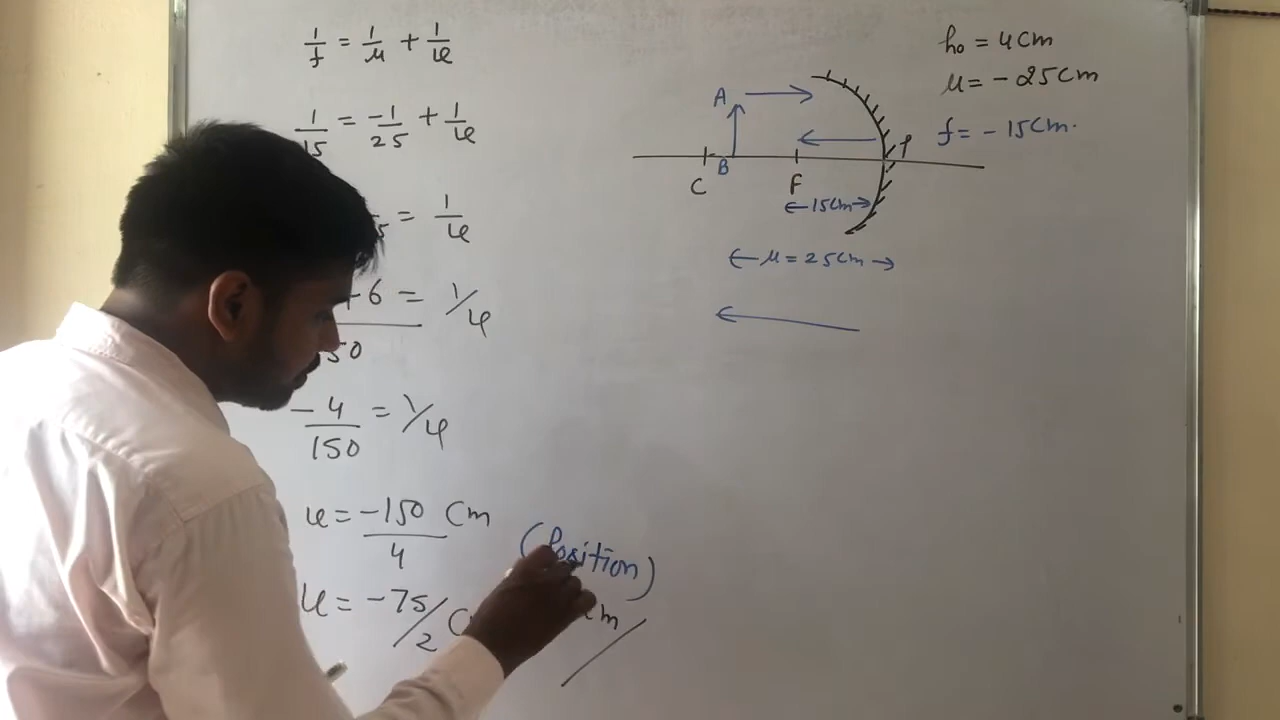 1/f = 1/u + 1/v
1/15 = -1/25 + 1/v
5 = 1/v
+6 = 1/v
50
-4/150 = 1/v
v = -150/4 Cm
(Position)
v = -75/2 C
cm
A
B
C
F
P
←15Cm→
←u = 25Cm→
ho = 4Cm
u = -25Cm
f = -15Cm.